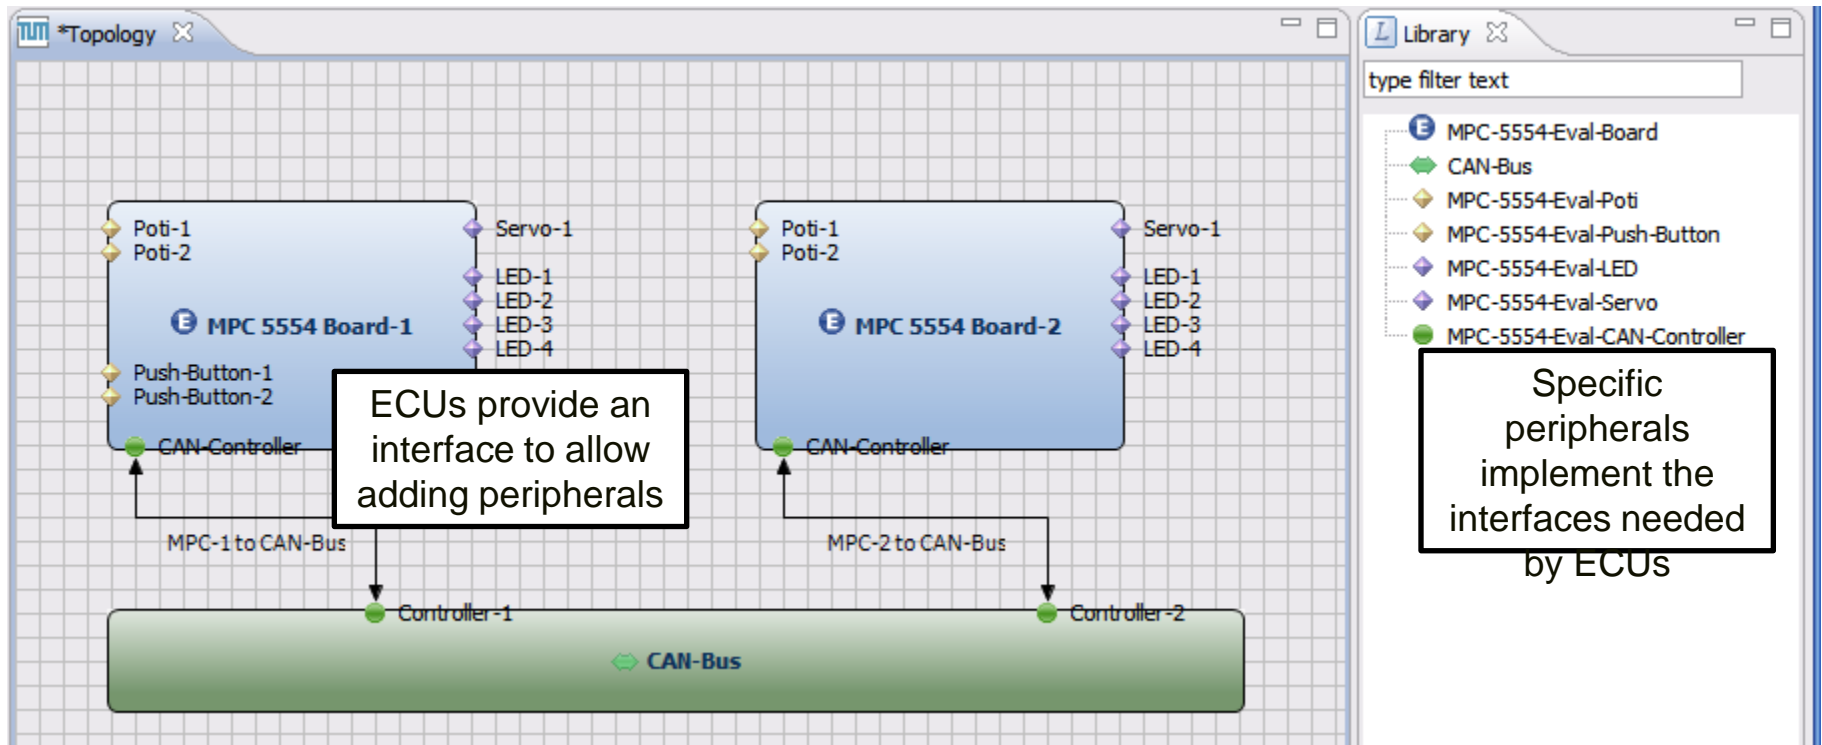 TUM *Topology
Poti-1
Poti-2
Servo-1
LED-1
LED-2
LED-3
LED-4
E MPC 5554 Board-1
Push-Button-1
Push-Button-2
CAN-Controller
ECUs provide an
interface to allow
adding peripherals
MPC-1 to CAN-Bus
Poti-1
Poti-2
Servo-1
LED-1
LED-2
LED-3
LED-4
E MPC 5554 Board-2
CAN-Controller
MPC-2 to CAN-Bus
Controller-1
Controller-2
CAN-Bus
L Library
type filter text
E MPC-5554-Eval-Board
CAN-Bus
MPC-5554-Eval-Poti
MPC-5554-Eval-Push-Button
MPC-5554-Eval-LED
MPC-5554-Eval-Servo
MPC-5554-Eval-CAN-Controller
Specific
peripherals
implement the
interfaces needed
by ECUs